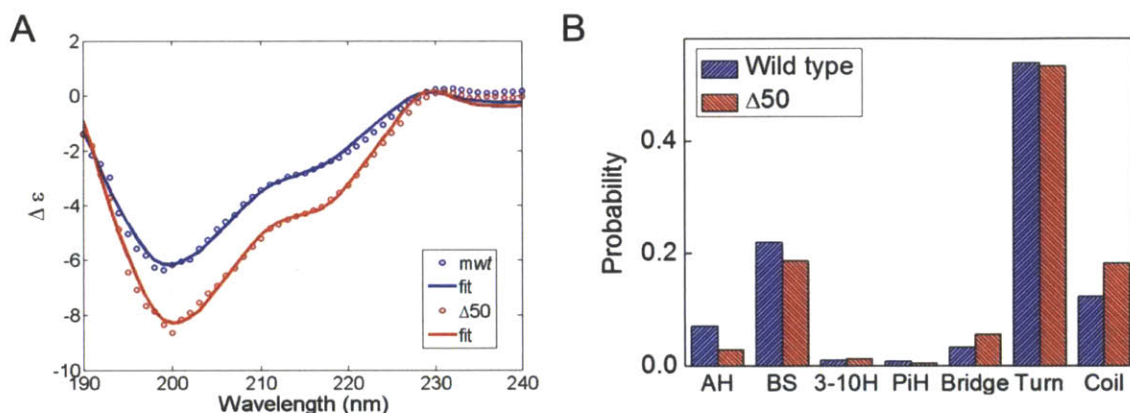 A
2
0
-2
-4
-6
-8
-10
190 200 210 220 230 240
Δ ε
Wavelength (nm)
mwt
fit
Δ50
fit
B
Wild type
Δ50
0.4
0.2
0.0
Probability
AH BS 3-10H PiH Bridge Turn Coil